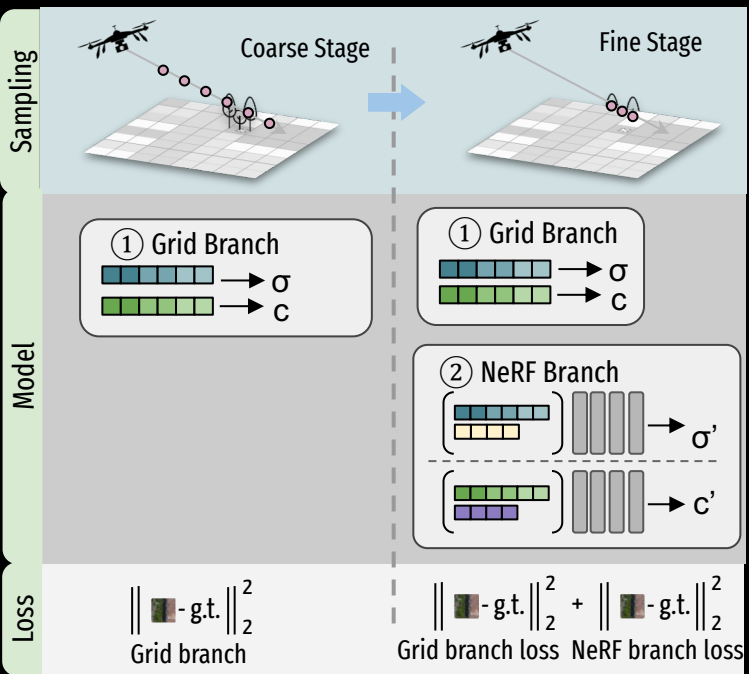 Sampling
Coarse Stage
Fine Stage
Model
1 Grid Branch
σ
c
1 Grid Branch
σ
c
2 NeRF Branch
σ’
c’
Loss
‖ - g.t. ‖ 2 2
Grid branch
‖ - g.t. ‖ 2 2 + ‖ - g.t. ‖ 2 2
Grid branch loss NeRF branch loss